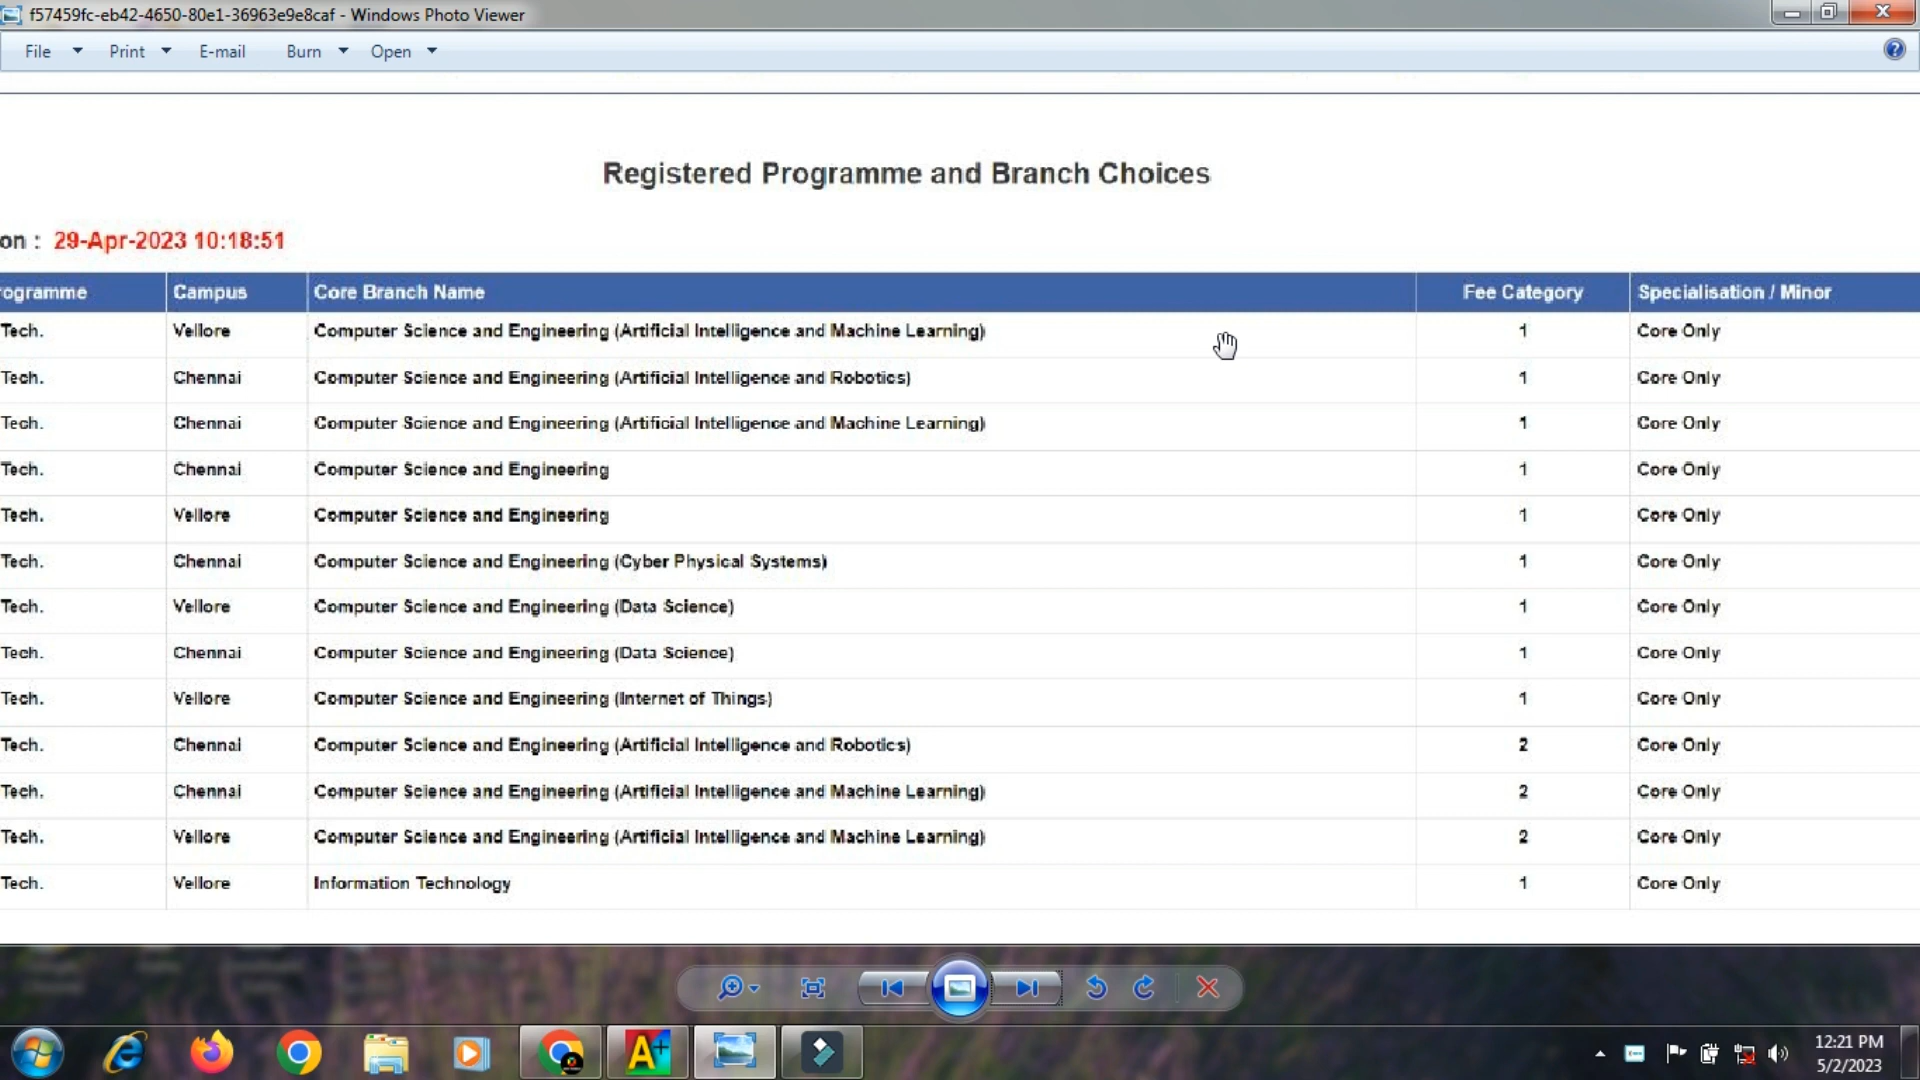 f57459fc-eb42-4650-80e1-36963e9e8caf - Windows Photo Viewer
File Print E-mail Burn Open
Registered Programme and Branch Choices
on : 29-Apr-2023 10:18:51
rogramme Campus Core Branch Name Fee Category Specialisation / Minor
Tech. Vellore Computer Science and Engineering (Artificial Intelligence and Machine Learning) 1 Core Only
Tech. Chennai Computer Science and Engineering (Artificial Intelligence and Robotics) 1 Core Only
Tech. Chennai Computer Science and Engineering (Artificial Intelligence and Machine Learning) 1 Core Only
Tech. Chennai Computer Science and Engineering 1 Core Only
Tech. Vellore Computer Science and Engineering 1 Core Only
Tech. Chennai Computer Science and Engineering (Cyber Physical Systems) 1 Core Only
Tech. Vellore Computer Science and Engineering (Data Science) 1 Core Only
Tech. Chennai Computer Science and Engineering (Data Science) 1 Core Only
Tech. Vellore Computer Science and Engineering (Internet of Things) 1 Core Only
Tech. Chennai Computer Science and Engineering (Artificial Intelligence and Robotics) 2 Core Only
Tech. Chennai Computer Science and Engineering (Artificial Intelligence and Machine Learning) 2 Core Only
Tech. Vellore Computer Science and Engineering (Artificial Intelligence and Machine Learning) 2 Core Only
Tech. Vellore Information Technology 1 Core Only
12:21 PM
5/2/2023